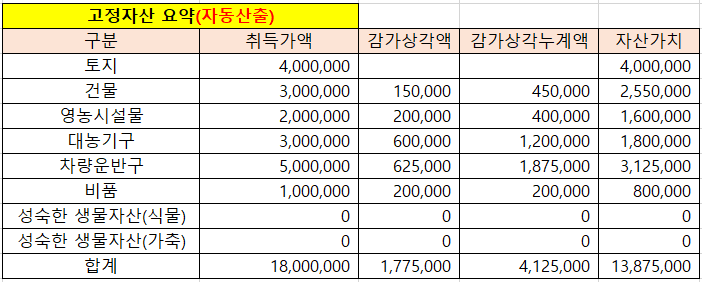 고정자산 요약(자동산출)
구분 취득가액 감가상각액 감가상각누계액 자산가치
토지 4,000,000 4,000,000
건물 3,000,000 150,000 450,000 2,550,000
영농시설물 2,000,000 200,000 400,000 1,600,000
대농기구 3,000,000 600,000 1,200,000 1,800,000
차량운반구 5,000,000 625,000 1,875,000 3,125,000
비품 1,000,000 200,000 200,000 800,000
성숙한 생물자산(식물) 0 0 0 0
성숙한 생물자산(가축) 0 0 0 0
합계 18,000,000 1,775,000 4,125,000 13,875,000